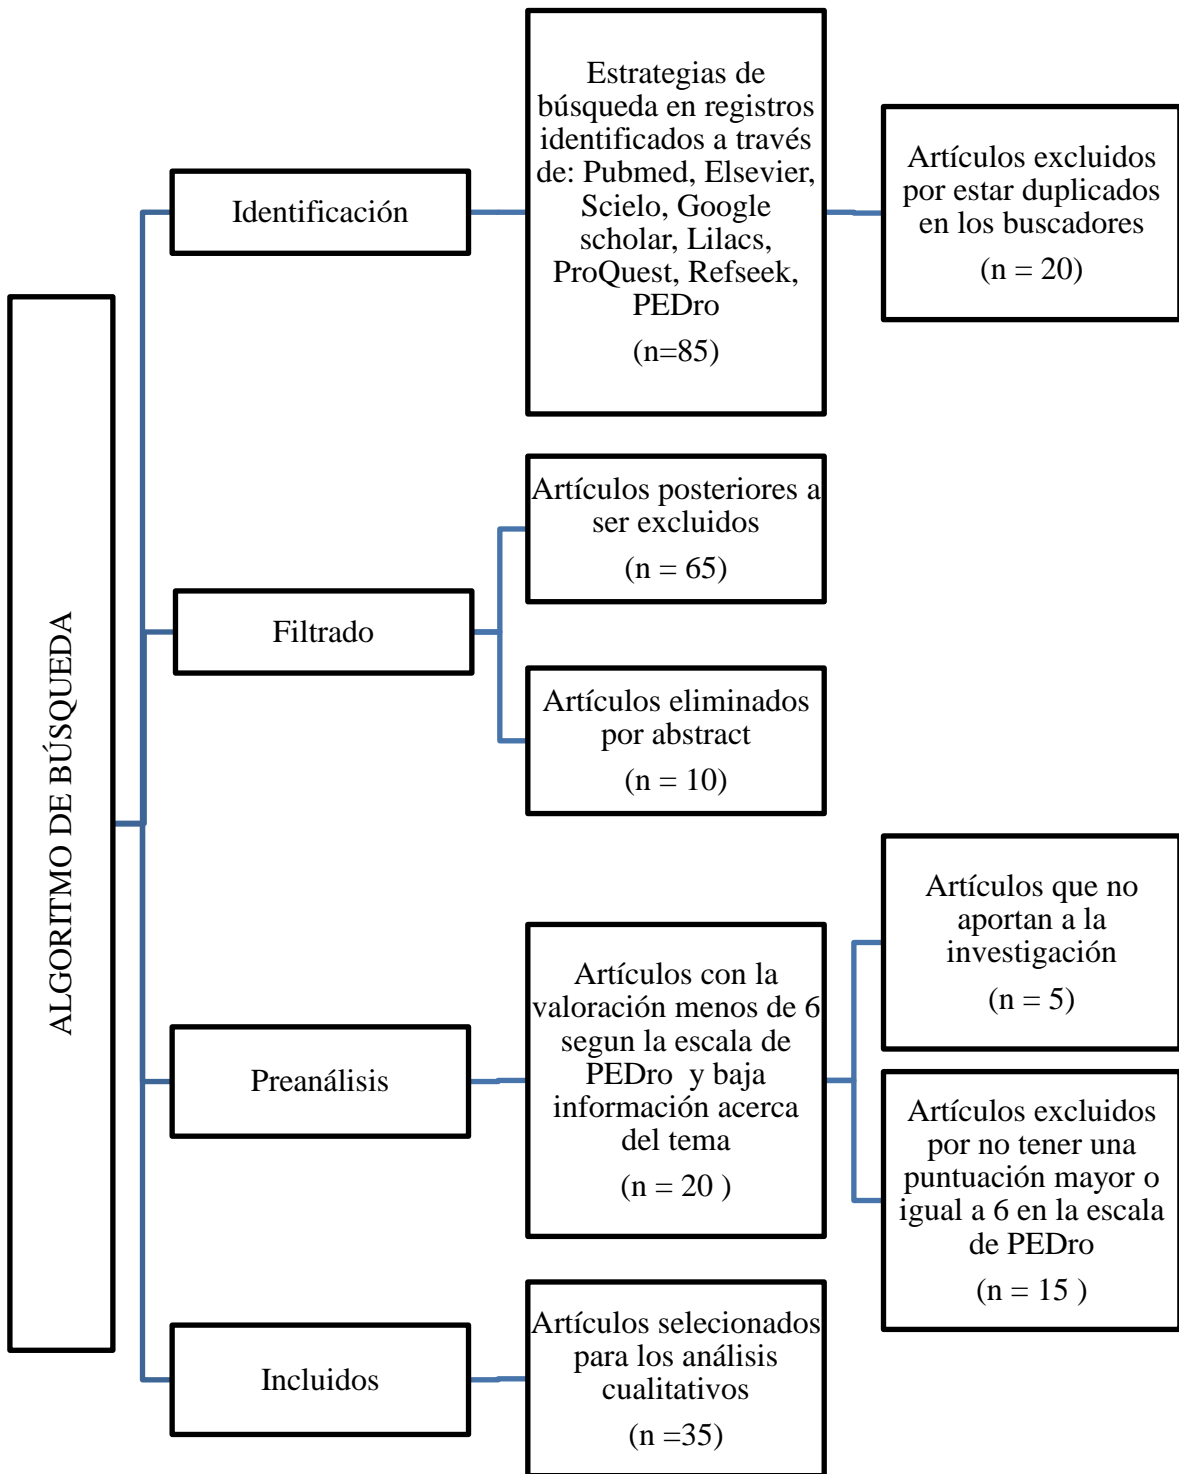 ALGORITMO DE BÚSQUEDA
Identificación
Estrategias de
búsqueda en registros
identificados a través
de: Pubmed, Elsevier,
Scielo, Google
scholar, Lilacs,
ProQuest, Refseek,
PEDro
(n=85)
Artículos excluidos
por estar duplicados
en los buscadores
(n = 20)
Filtrado
Artículos posteriores a
ser excluidos
(n = 65)
Artículos eliminados
por abstract
(n = 10)
Preanálisis
Artículos con la
valoración menos de 6
segun la escala de
PEDro y baja
información acerca
del tema
(n = 20 )
Artículos que no
aportan a la
investigación
(n = 5)
Artículos excluidos
por no tener una
puntuación mayor o
igual a 6 en la escala
de PEDro
(n = 15 )
Incluidos
Artículos selecionados
para los análisis
cualitativos
(n =35)